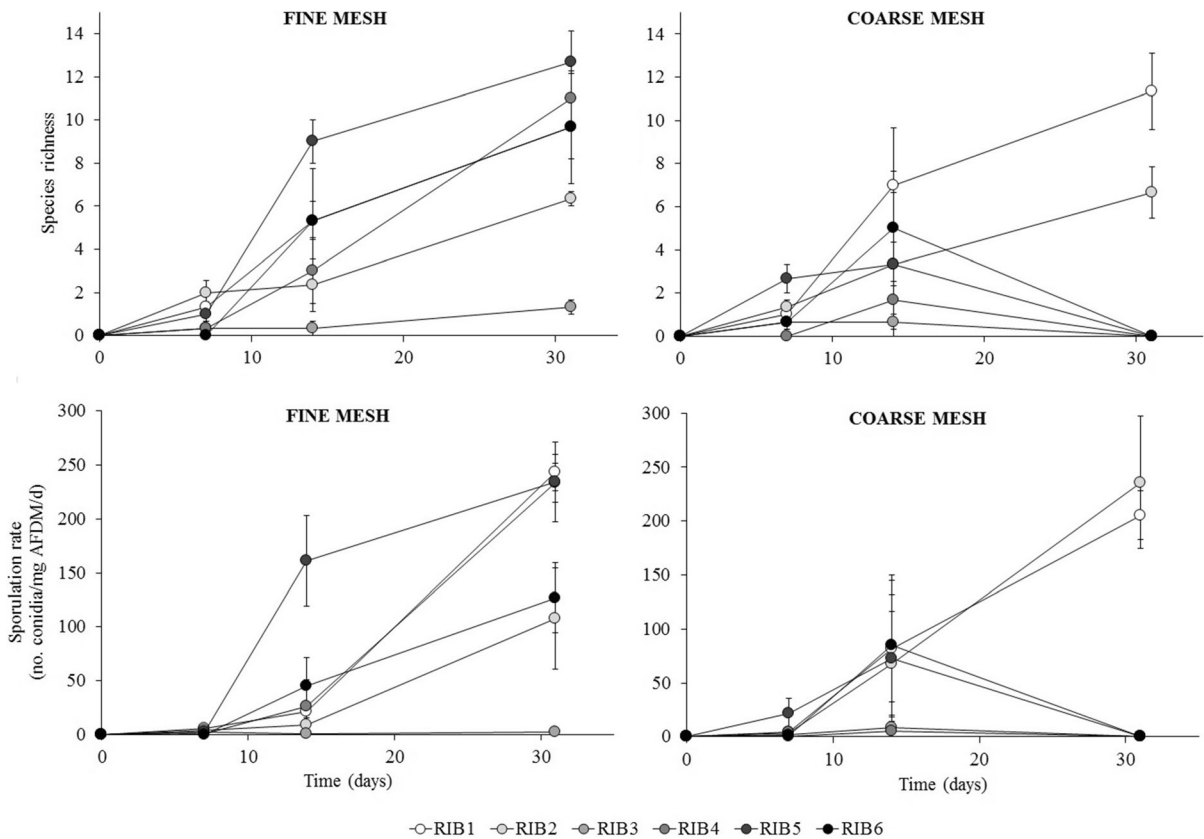 FINE MESH
COARSE MESH
Species richness
14
12
10
8
6
4
2
0
0 10 20 30
14
12
10
8
6
4
2
0
0 10 20 30
FINE MESH
COARSE MESH
Sporulation rate
(no. conidia/mg AFDM/d)
300
250
200
150
100
50
0
0 10 20 30
Time (days)
300
250
200
150
100
50
0
0 10 20 30
Time (days)
RIB1 RIB2 RIB3 RIB4 RIB5 RIB6